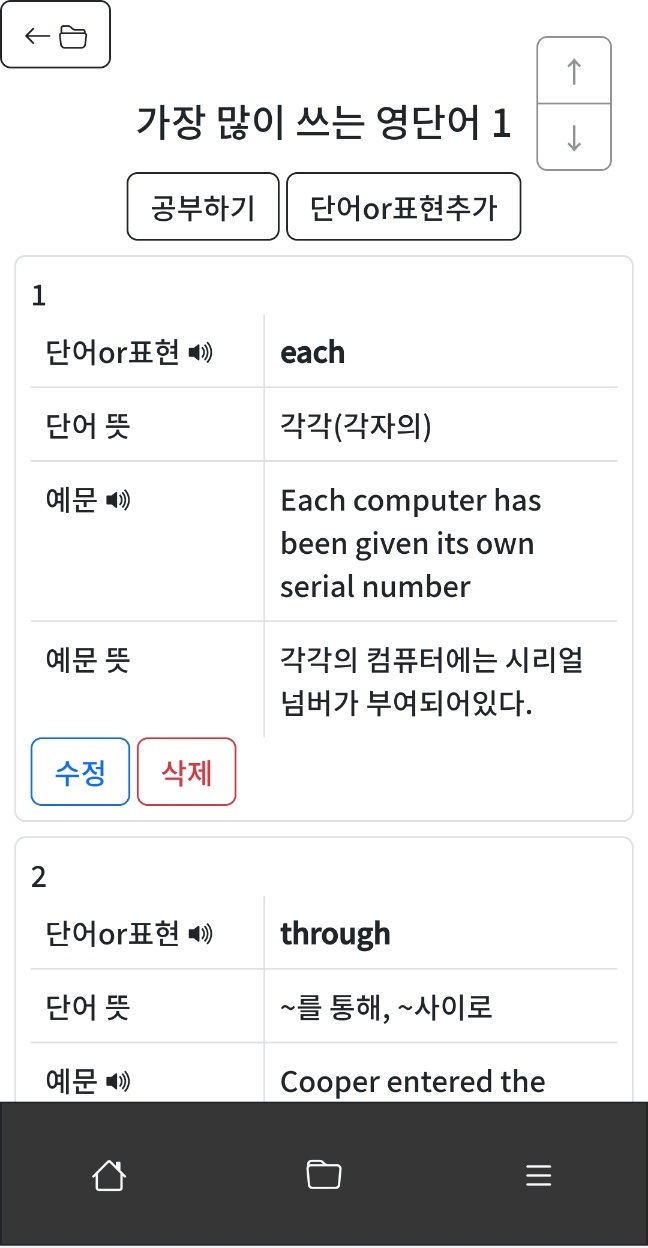 가장 많이 쓰는 영단어 1
공부하기 단어or표현추가
1
단어or표현 each
단어 뜻 각각(각자의)
예문 Each computer has
been given its own
serial number
예문 뜻 각각의 컴퓨터에는 시리얼
넘버가 부여되어있다.
수정 삭제
2
단어or표현 through
단어 뜻 ~를 통해, ~사이로
예문 Cooper entered the